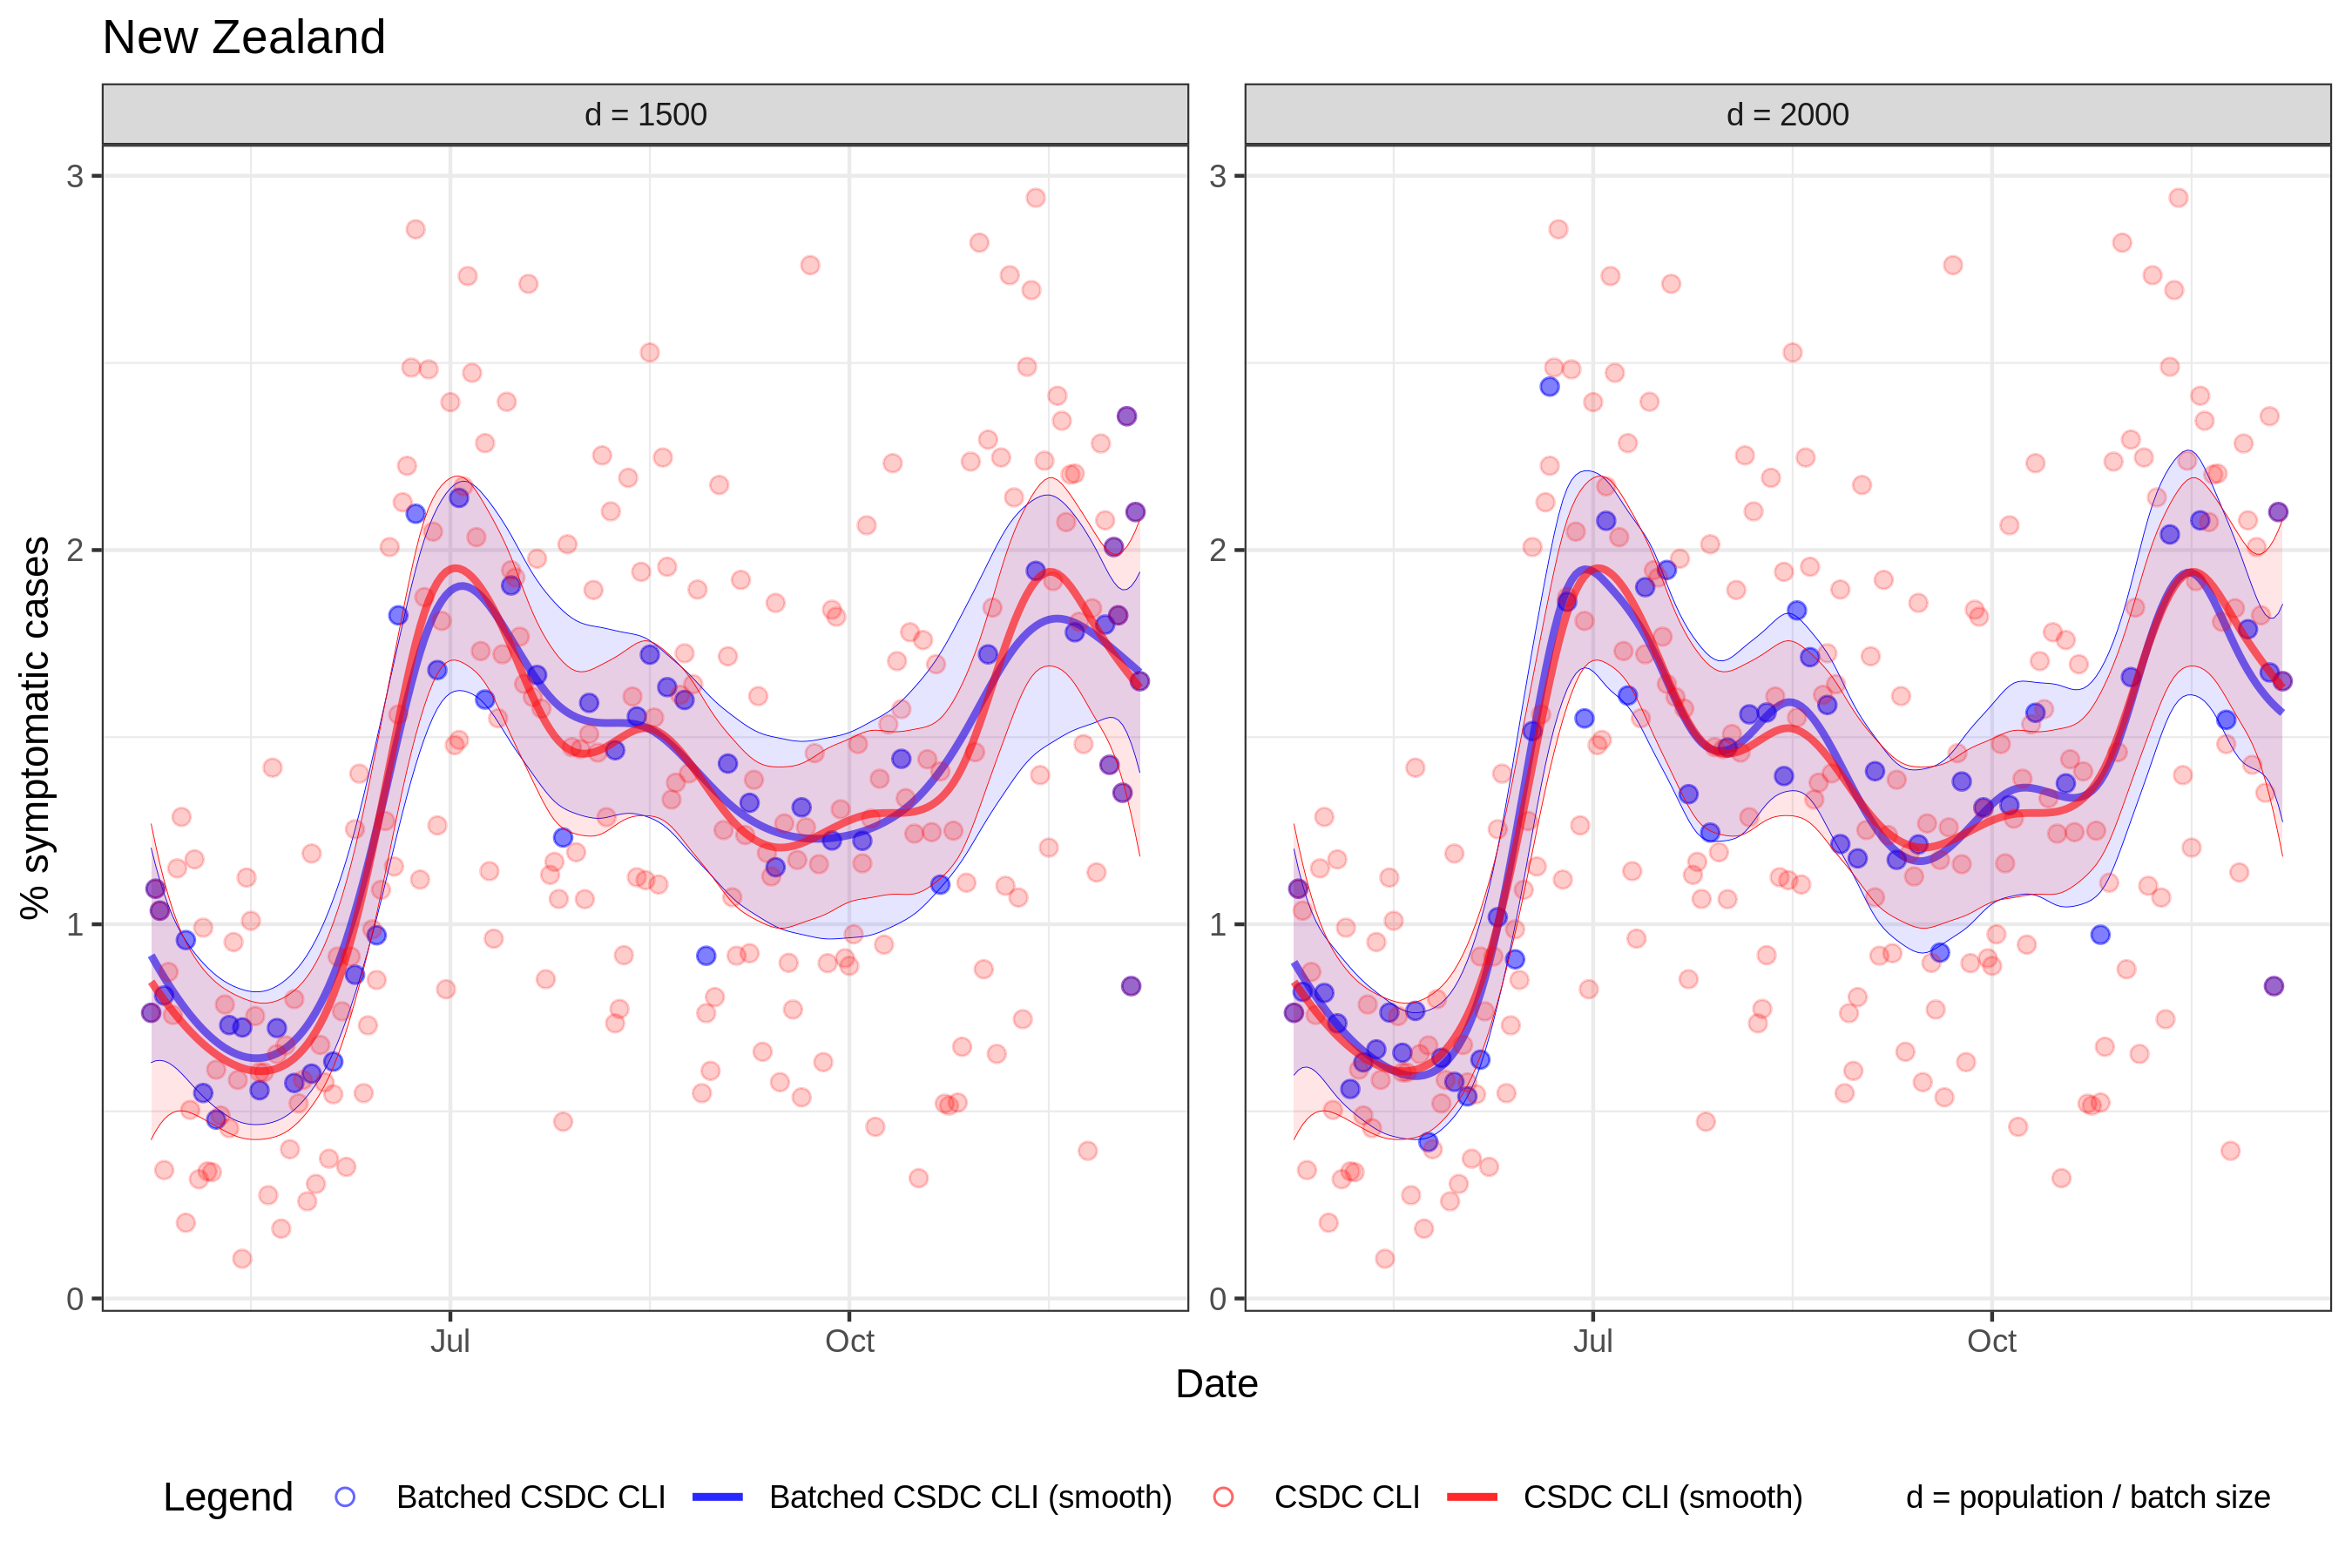 New Zealand
d = 1500
d = 2000
% symptomatic cases
3
2
1
0
3
2
1
0
Jul
Oct
Jul
Oct
Date
Legend
Batched CSDC CLI
Batched CSDC CLI (smooth)
CSDC CLI
CSDC CLI (smooth)
d = population / batch size